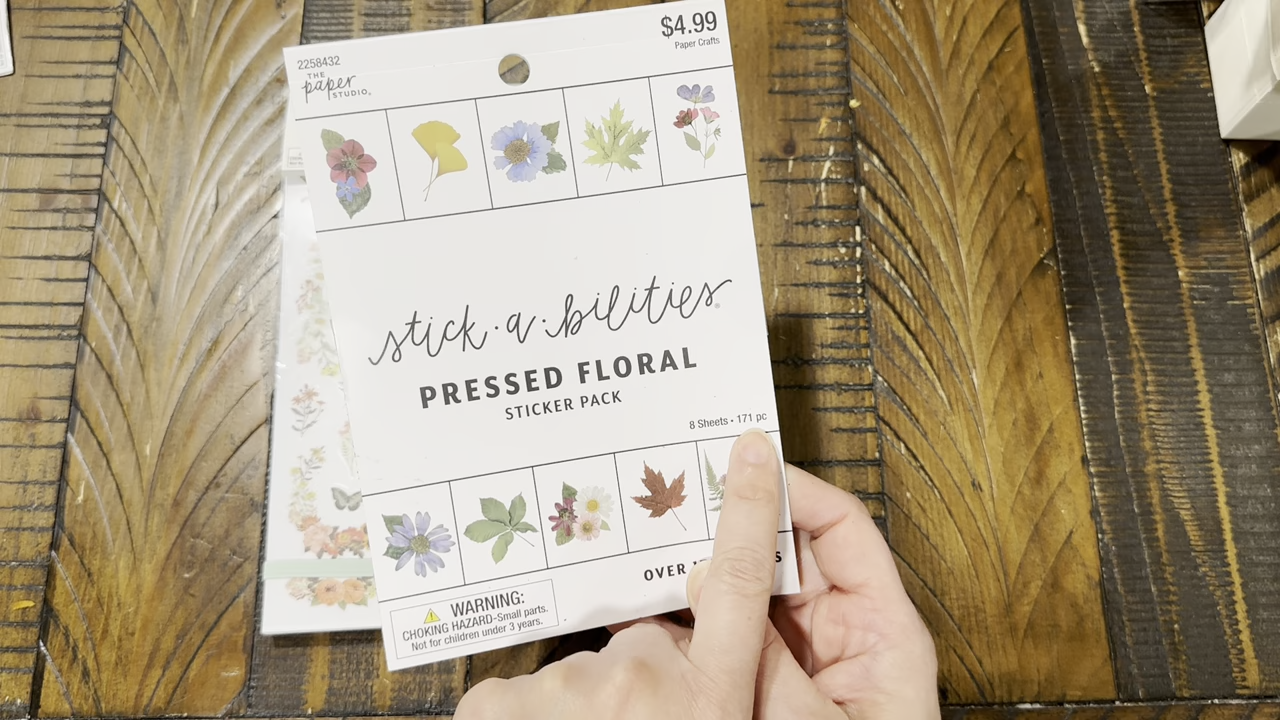 2258432
THE
paper
STUDIO®
$4.99
Paper Crafts
stick•a•bilities®
PRESSED FLORAL
STICKER PACK
8 Sheets • 171 pc
OVER
WARNING:
CHOKING HAZARD-Small parts.
Not for children under 3 years.